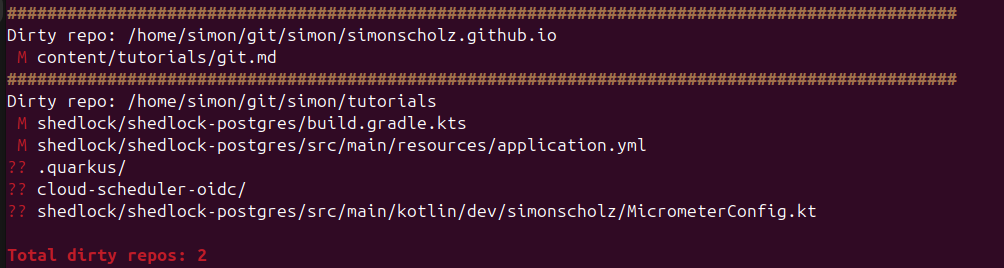 ###############################################################################################
Dirty repo: /home/simon/git/simon/simonscholz.github.io
 M content/tutorials/git.md
###############################################################################################
Dirty repo: /home/simon/git/simon/tutorials
 M shedlock/shedlock-postgres/build.gradle.kts
 M shedlock/shedlock-postgres/src/main/resources/application.yml
?? .quarkus/
?? cloud-scheduler-oidc/
?? shedlock/shedlock-postgres/src/main/kotlin/dev/simonscholz/MicrometerConfig.kt
Total dirty repos: 2